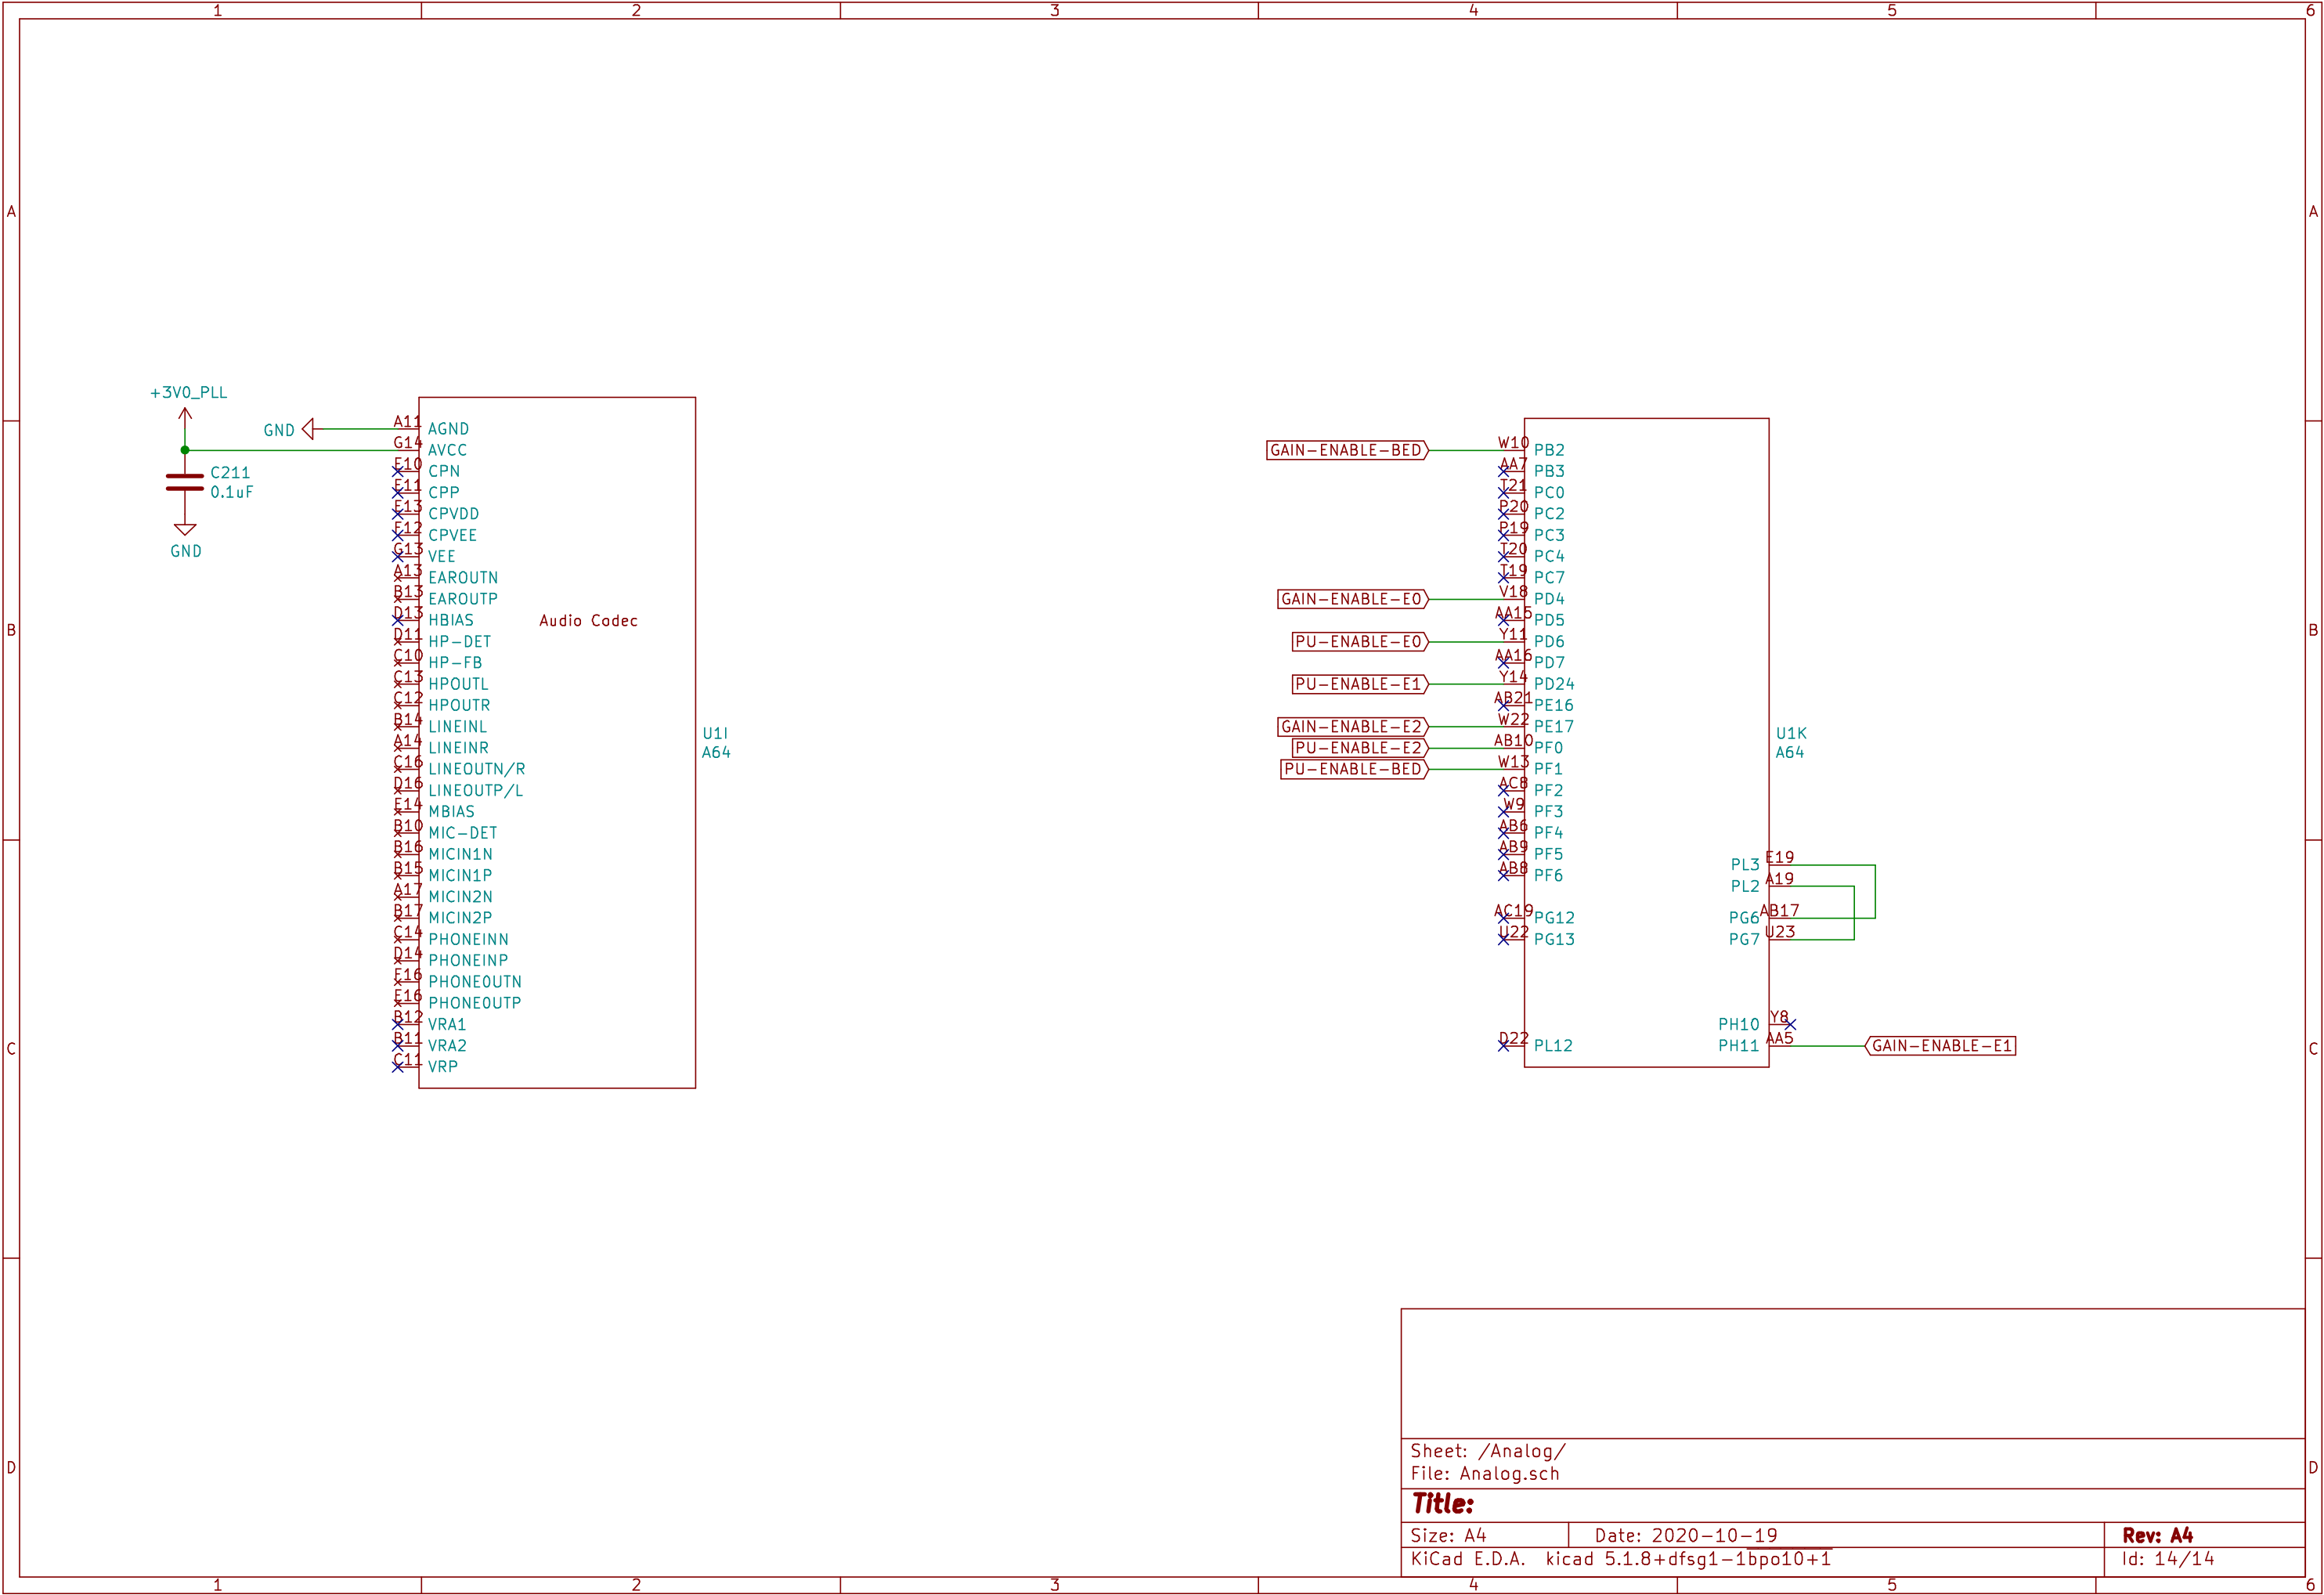 1 2 3 4 5 6
A A
B B
C C
D D
+3V0_PLL
GND
C211
0.1uF
GND
A11 AGND
G14 AVCC
CPN
CPP
CPVDD
CPVEE
G13 VEE
A13 EAROUTN
B13 EAROUTP
D13 HBIAS
D11 HP-DET
C10 HP-FB
C13 HPOUTL
C12 HPOUTR
B14 LINEINL
A14 LINEINR
C16 LINEOUTN/R
D16 LINEOUTP/L
MBIAS
B10 MIC-DET
B16 MICIN1N
B15 MICIN1P
A17 MICIN2N
B17 MICIN2P
C14 PHONEINN
D14 PHONEINP
PHONEOUTN
PHONEOUTP
B12 VRA1
B11 VRA2
C11 VRP
Audio Codec
U1I
A64
GAIN-ENABLE-BED W10 PB2
AA7 PB3
T21 PC0
P20 PC2
P19 PC3
T20 PC4
T19 PC7
GAIN-ENABLE-E0 V18 PD4
AA15 PD5
PU-ENABLE-E0 Y11 PD6
AA16 PD7
PU-ENABLE-E1 Y14 PD24
AB21 PE16
GAIN-ENABLE-E2 W22 PE17
PU-ENABLE-E2 AB10 PF0
PU-ENABLE-BED W13 PF1
AC8 PF2
W9 PF3
AB6 PF4
AB9 PF5
AB8 PF6
AC19 PG12
U22 PG13
D22 PL12
U1K
A64
PL3 E19
PL2 A19
PG6 AB17
PG7 U23
PH10 Y8
PH11 AA5 GAIN-ENABLE-E1
Sheet: /Analog/
File: Analog.sch
Title:
Size: A4 Date: 2020-10-19 Rev: A4
KiCad E.D.A. kicad 5.1.8+dfsg1-1bpo10+1 Id: 14/14
1 2 3 4 5 6